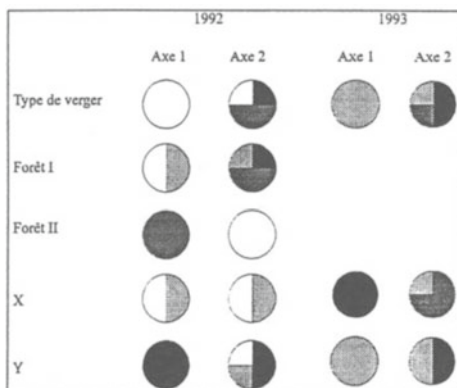 1992 1993
Axe 1 Axe 2 Axe 1 Axe 2
Type de verger
Forêt I
Forêt II
X
Y